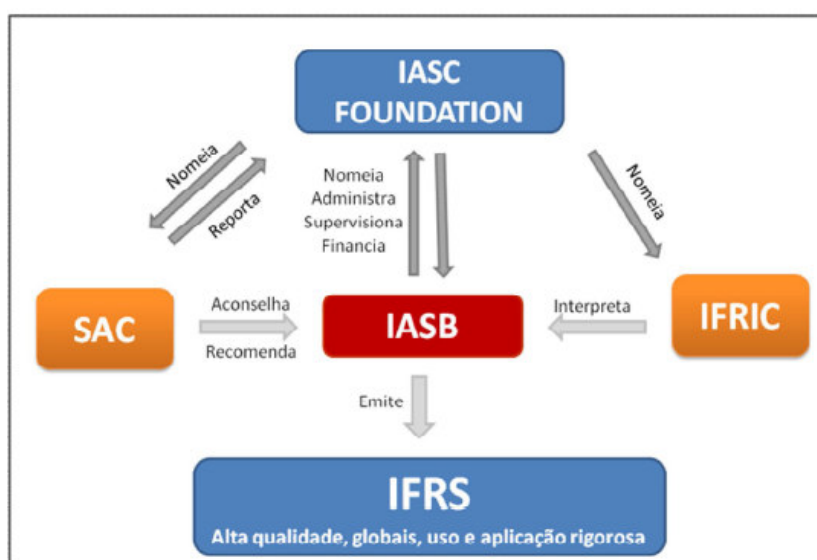 IASC
FOUNDATION
Nomeia
Reporta
Nomeia
Administra
Supervisiona
Financia
Nomeia
SAC
Aconselha
Recomenda
IASB
Interpreta
IFRIC
Emite
IFRS
Alta qualidade, globais, uso e aplicação rigorosa